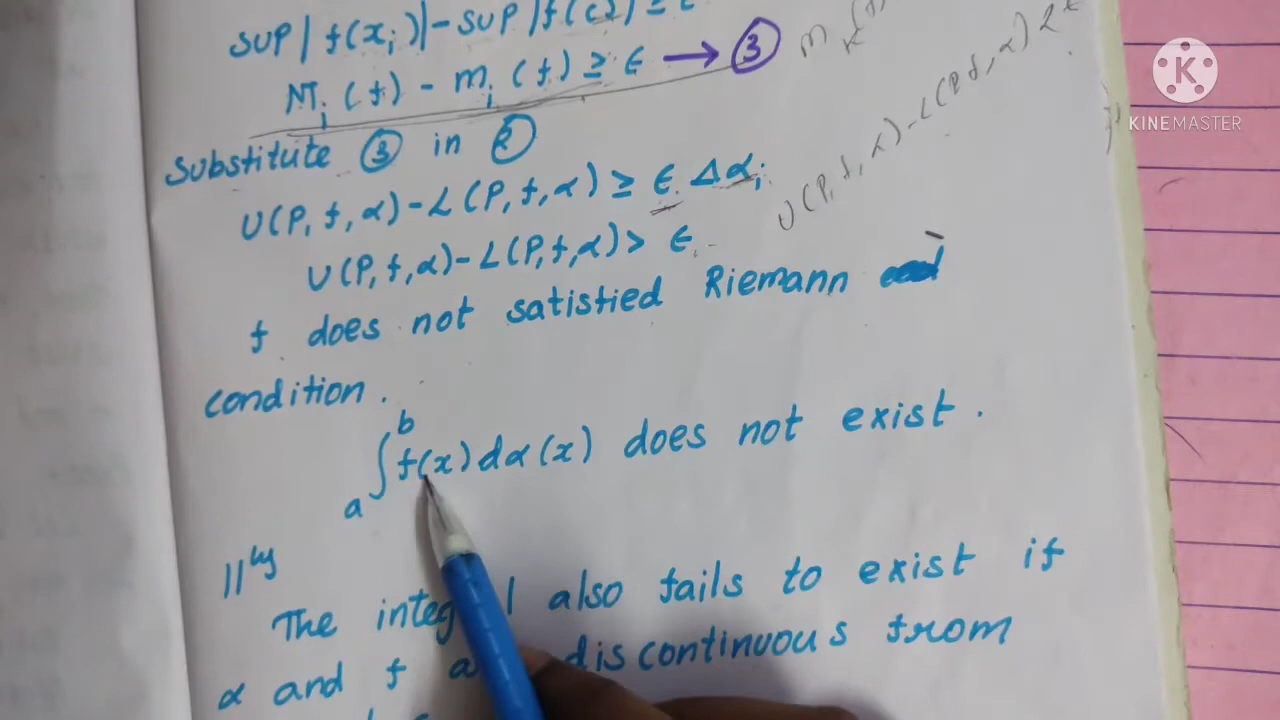 SUP | f(xi)| - SUP | f(c)| ≥ ϵ
Mi (f) - mi (f) ≥ ϵ → ③
substitute ③ in ②
U(P, f, α) - L(P, f, α) ≥ ϵ Δαi
U(P, f, α) - L(P, f, α) > ϵ
f does not satisfied Riemann
condition.
a∫b f(x) dα(x) does not exist.
||ly
The integ l also fails to exist if
α and f a discontinuous from
U(P, f, α) - L(P, f, α) ≥ ϵ
K
KINEMASTER